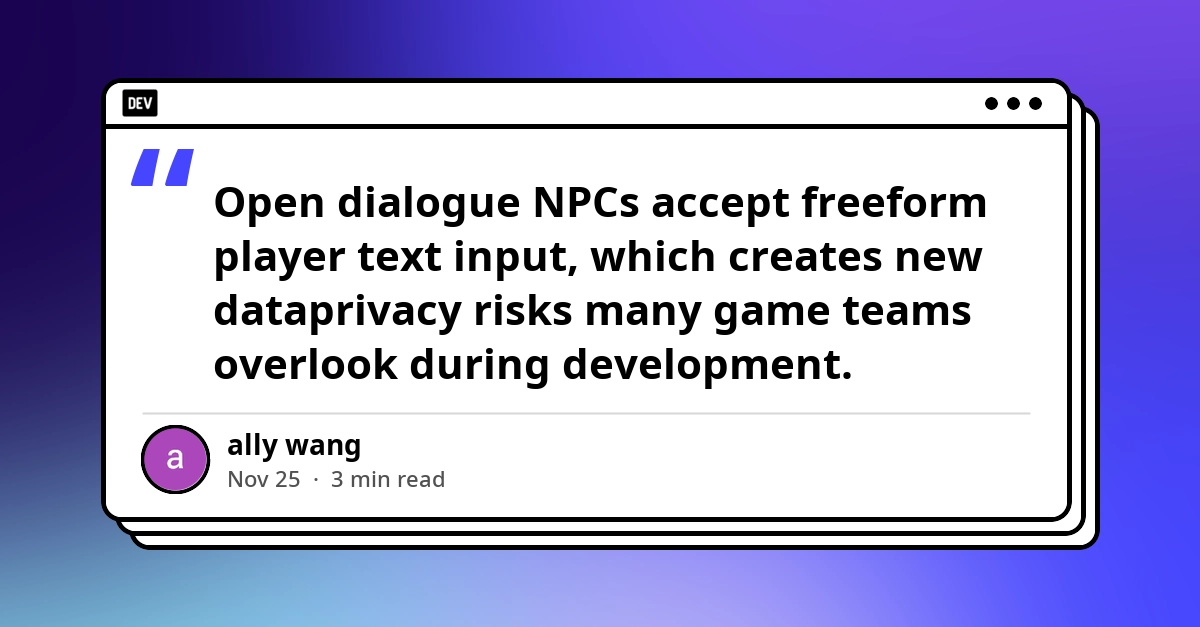 DEV
“
Open dialogue NPCs accept freeform
player text input, which creates new
dataprivacy risks many game teams
overlook during development.
a
ally wang
Nov 25 · 3 min read